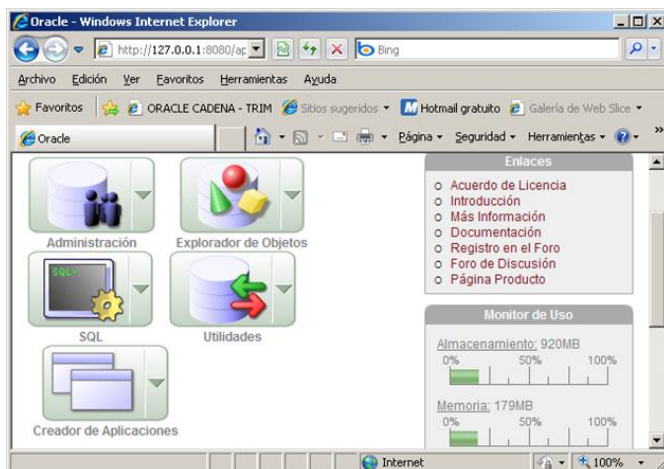 Oracle - Windows Internet Explorer
http://127.0.0.1:8080/ap
Bing
Archivo Edición Ver Favoritos Herramientas Ayuda
Favoritos ORACLE CADENA - TRIM Sitios sugeridos Hotmail gratuito Galería de Web Slice
Oracle Página Seguridad Herramientas
Administración
Explorador de Objetos
SQL>
SQL
Utilidades
Creador de Aplicaciones
Enlaces
Acuerdo de Licencia
Introducción
Más Información
Documentación
Registro en el Foro
Foro de Discusión
Página Producto
Monitor de Uso
Almacenamiento: 920MB
0% 50% 100%
Memoria: 179MB
0% 50% 100%
Internet 100%